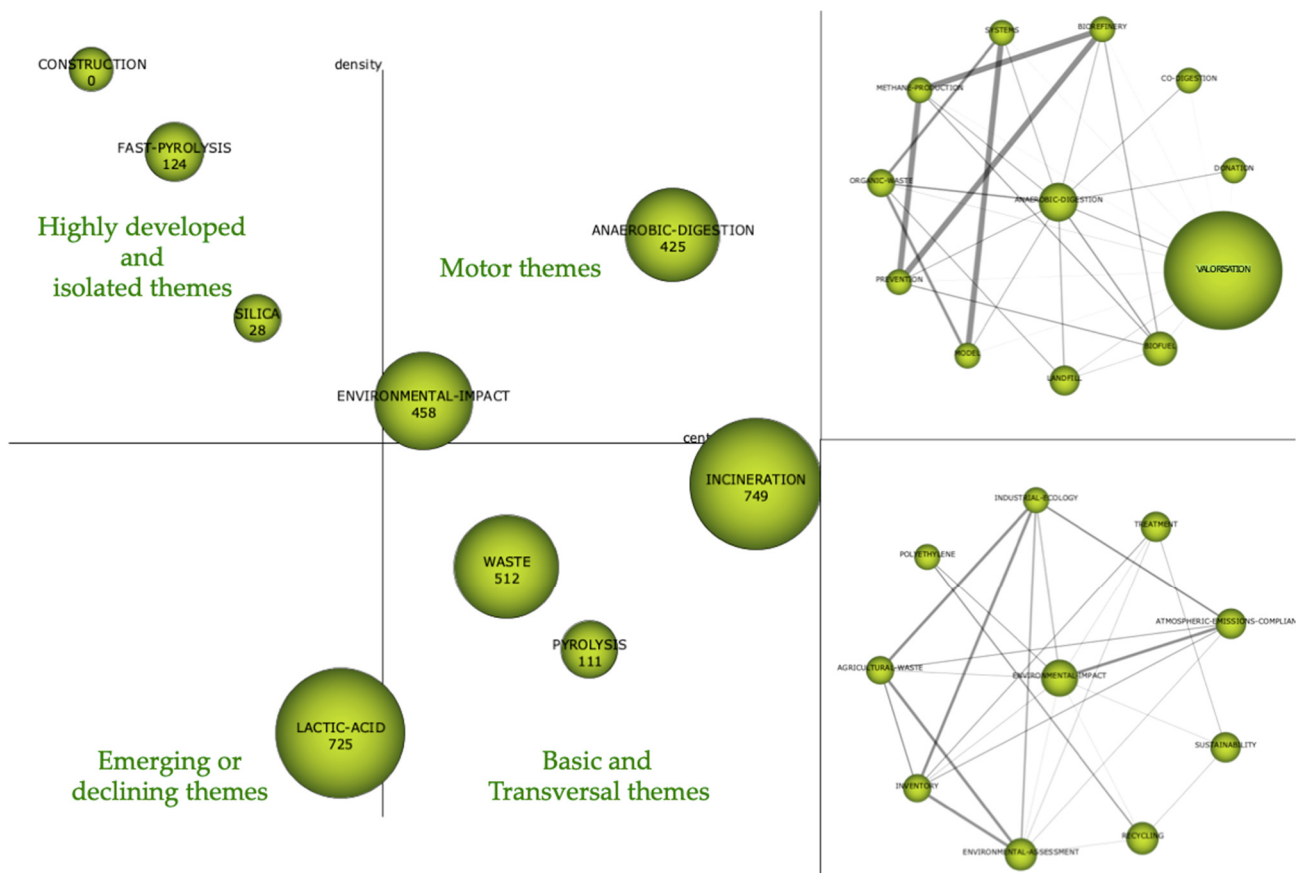 CONSTRUCTION
0
density
FAST-PYROLYSIS
124
Highly developed
and
isolated themes
SILICA
28
Motor themes
ANAEROBIC-DIGESTION
425
ENVIRONMENTAL-IMPACT
458
cent
INCINERATION
749
WASTE
512
PYROLYSIS
111
LACTIC-ACID
725
Emerging or
declining themes
Basic and
Transversal themes
SYSTEMS
BIOREFINERY
CO-DIGESTION
METHANE-PRODUCTION
DONATION
ORGANIC-WASTE
ANAEROBIC-DIGESTION
VALORISATION
PREVENTION
BIOFUEL
MODEL
LANDFILL
INDUSTRIAL-ECOLOGY
TREATMENT
POLYETHYLENE
ATMOSPHERIC-EMISSIONS-COMPLIAN
AGRICULTURAL-WASTE
ENVIRONMENTAL-IMPACT
SUSTAINABILITY
INVENTORY
RECYCLING
ENVIRONMENTAL-ASSESSMENT